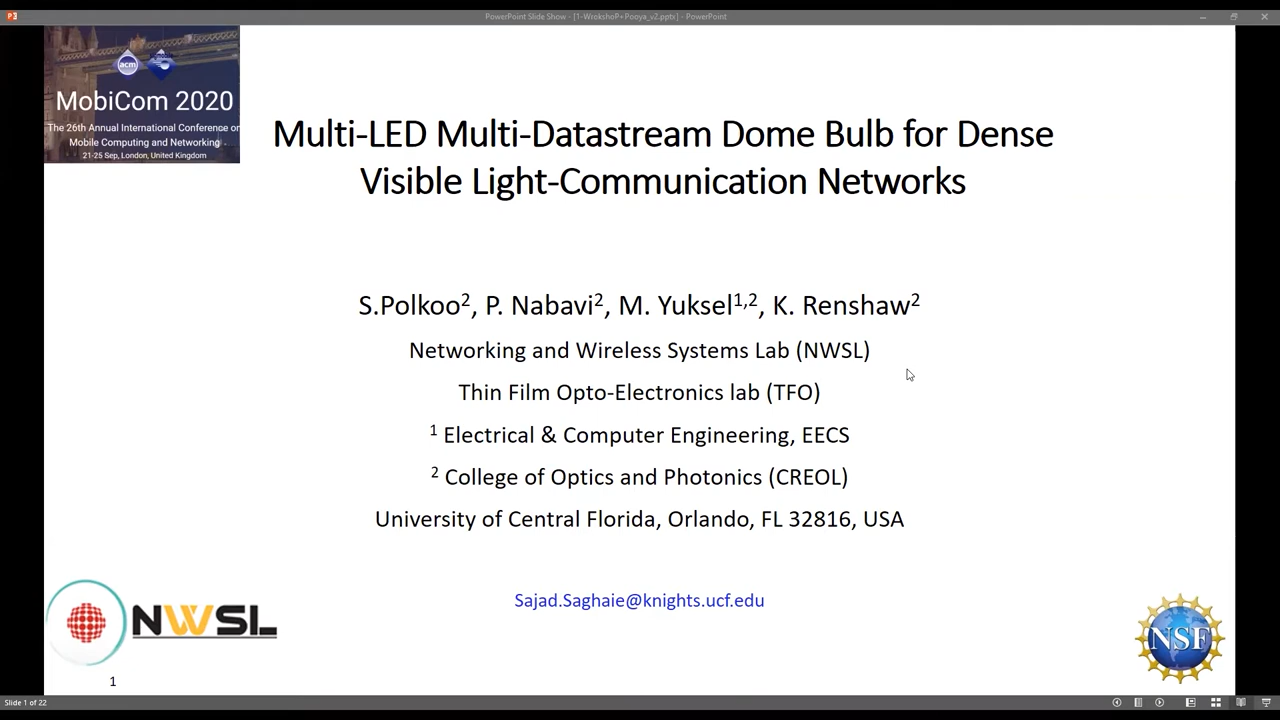 PowerPoint Slide Show - [1-WrokshoP+Pooya_v2.pptx] - PowerPoint
acm
MobiCom 2020
The 26th Annual International Conference on
Mobile Computing and Networking
21-25 Sep, London, United Kingdom
Multi-LED Multi-Datastream Dome Bulb for Dense
Visible Light-Communication Networks
S.Polkoo², P. Nabavi², M. Yuksel¹,², K. Renshaw²
Networking and Wireless Systems Lab (NWSL)
Thin Film Opto-Electronics lab (TFO)
¹ Electrical & Computer Engineering, EECS
² College of Optics and Photonics (CREOL)
University of Central Florida, Orlando, FL 32816, USA
Sajad.Saghaie@knights.ucf.edu
NWSL
NSF
1
Slide 1 of 22